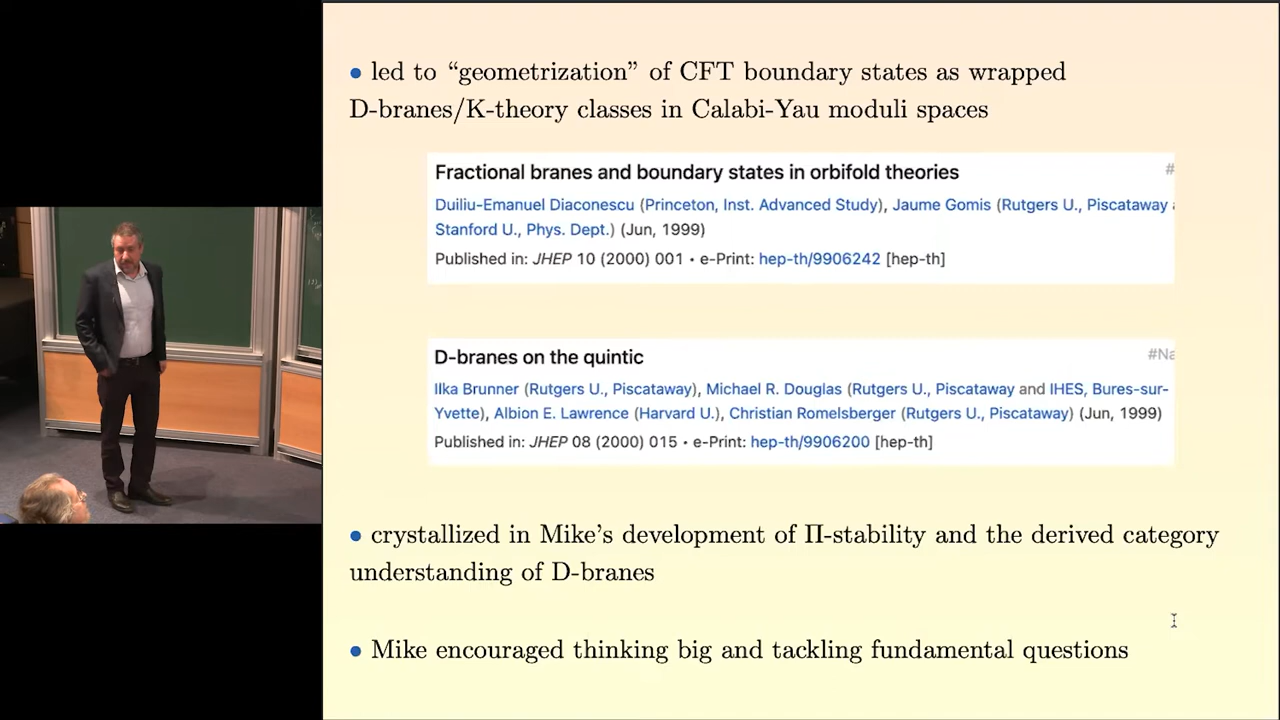 • led to “geometrization” of CFT boundary states as wrapped
D-branes/K-theory classes in Calabi-Yau moduli spaces
Fractional branes and boundary states in orbifold theories #
Duiliu-Emanuel Diaconescu (Princeton, Inst. Advanced Study), Jaume Gomis (Rutgers U., Piscataway
Stanford U., Phys. Dept.) (Jun, 1999)
Published in: JHEP 10 (2000) 001 • e-Print: hep-th/9906242 [hep-th]
D-branes on the quintic #Na
Ilka Brunner (Rutgers U., Piscataway), Michael R. Douglas (Rutgers U., Piscataway and IHES, Bures-sur-
Yvette), Albion E. Lawrence (Harvard U.), Christian Romelsberger (Rutgers U., Piscataway) (Jun, 1999)
Published in: JHEP 08 (2000) 015 • e-Print: hep-th/9906200 [hep-th]
• crystallized in Mike’s development of Π-stability and the derived category
understanding of D-branes
• Mike encouraged thinking big and tackling fundamental questions